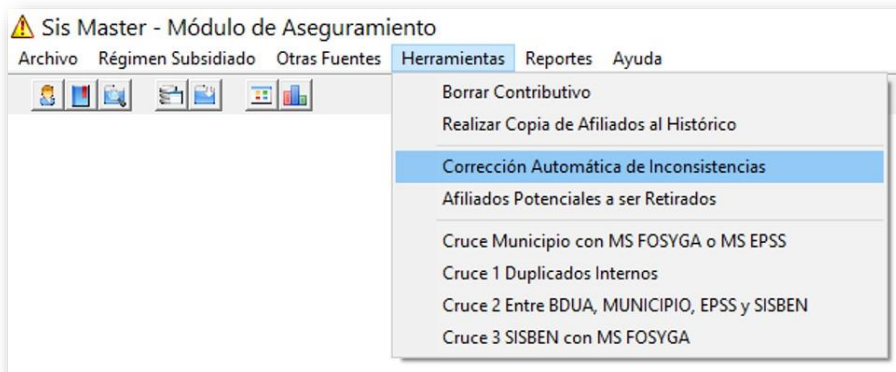 Sis Master - Módulo de Aseguramiento
Archivo Régimen Subsidiado Otras Fuentes Herramientas Reportes Ayuda
Borrar Contributivo
Realizar Copia de Afiliados al Histórico
Corrección Automática de Inconsistencias
Afiliados Potenciales a ser Retirados
Cruce Municipio con MS FOSYGA o MS EPSS
Cruce 1 Duplicados Internos
Cruce 2 Entre BDUA, MUNICIPIO, EPSS y SISBEN
Cruce 3 SISBEN con MS FOSYGA